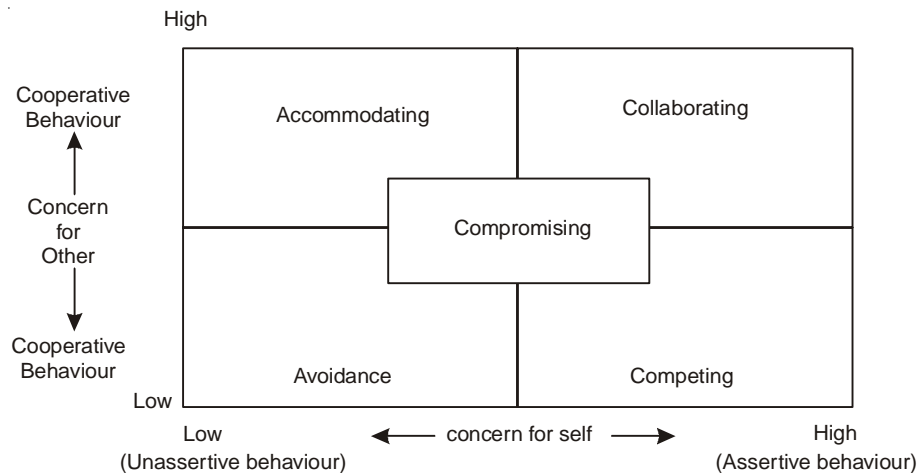 High
Cooperative
Behaviour
Accommodating
Collaborating
Concern
for
Other
Compromising
Cooperative
Behaviour
Avoidance
Competing
Low
Low
concern for self
High
(Unassertive behaviour)
(Assertive behaviour)